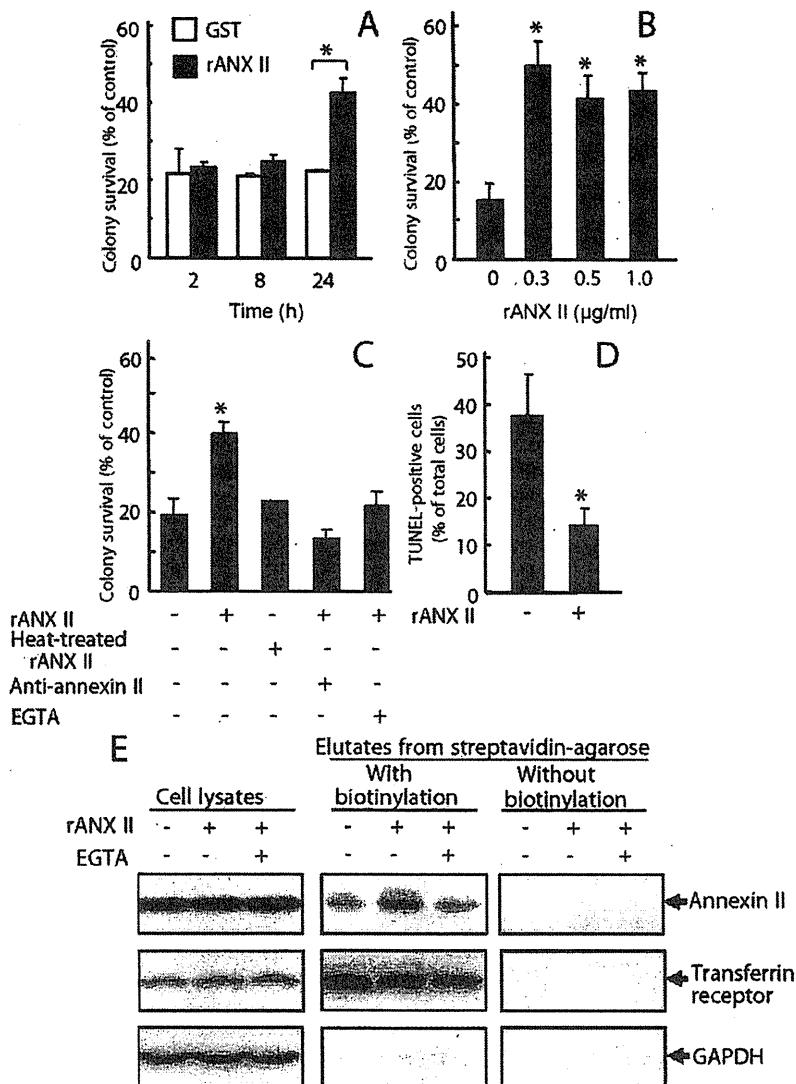 A
GST
rANX II
*
Colony survival (% of control)
60
40
20
0
2 8 24
Time (h)
B
* * *
Colony survival (% of control)
60
40
20
0
0 0.3 0.5 1.0
rANX II (µg/ml)
C
*
Colony survival (% of control)
60
40
20
0
rANX II - + - + +
Heat-treated rANX II - - + - -
Anti-annexin II - - - + -
EGTA - - - - +
D
*
TUNEL-positive cells
(% of total cells)
50
40
30
20
10
0
rANX II - +
E
Elutates from streptavidin-agarose
Cell lysates
With biotinylation
Without biotinylation
rANX II - + + - + + - + +
EGTA - - + - - + - - +
Annexin II
Transferrin receptor
GAPDH